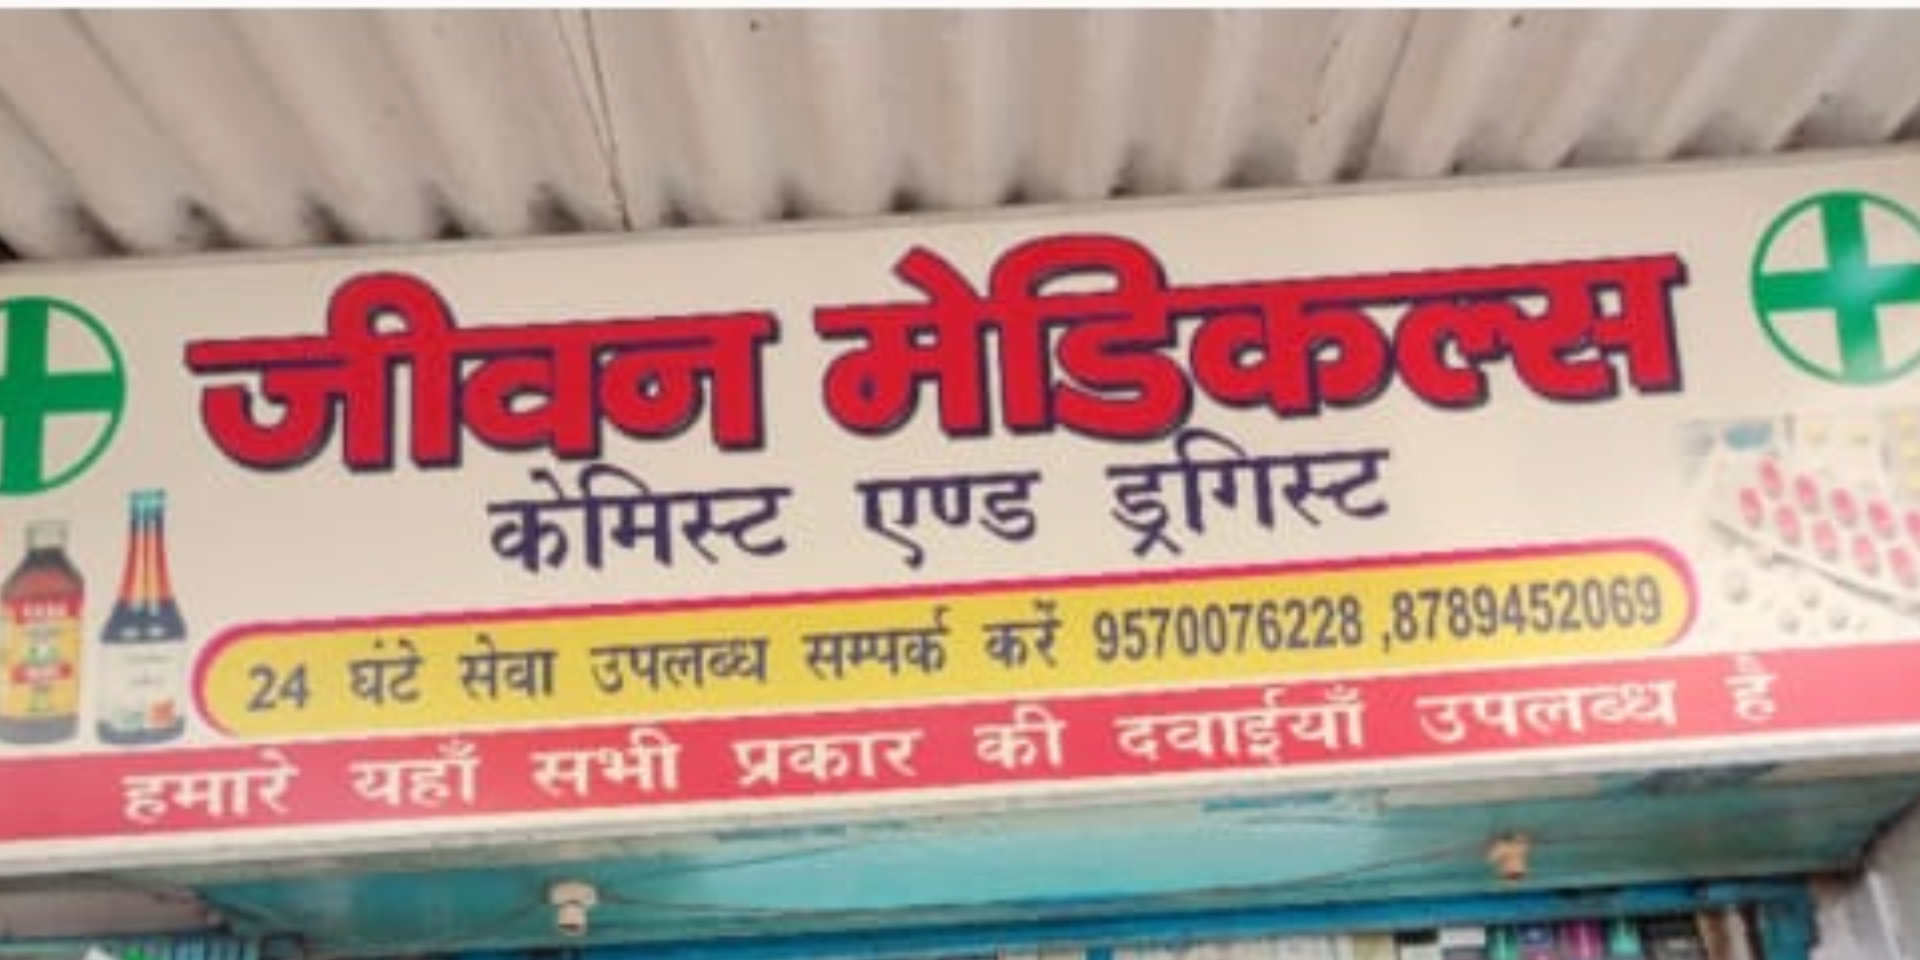 जीवन मेडिकल्स
केमिस्ट एण्ड ड्रगिस्ट
24 घंटे सेवा उपलब्ध सम्पर्क करें 9570076228 ,8789452069
हमारे यहाँ सभी प्रकार की दवाईयाँ उपलब्ध है